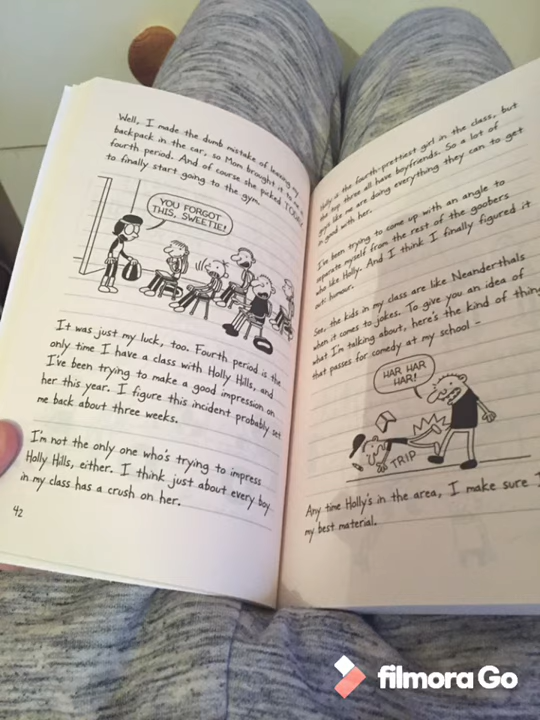 Well, I made the dumb mistake of leaving my
backpack in the car, so Mom brought it to me
fourth period. And of course she picked TODAY
to finally start going to the gym.
YOU FORGOT
THIS, SWEETIE!
It was just my luck, too. Fourth period is the
only time I have a class with Holly Hills, and
I've been trying to make a good impression on
her this year. I figure this incident probably set
me back about three weeks.
I'm not the only one who's trying to impress
Holly Hills, either. I think just about every boy
in my class has a crush on her.
42
Holly is the fourth-prettiest girl in the class, but
the top three all have boyfriends. So a lot of
guys like me are doing everything they can to get
in good with her.
I've been trying to come up with an angle to
separate myself from the rest of the goobers
who like Holly. And I think I finally figured it
out: humour.
See, the kids in my class are like Neanderthals
when it comes to jokes. To give you an idea of
what I'm talking about, here's the kind of thing
that passes for comedy at my school –
HAR HAR
HAR!
TRIP
Any time Holly's in the area, I make sure I
my best material.
filmora Go